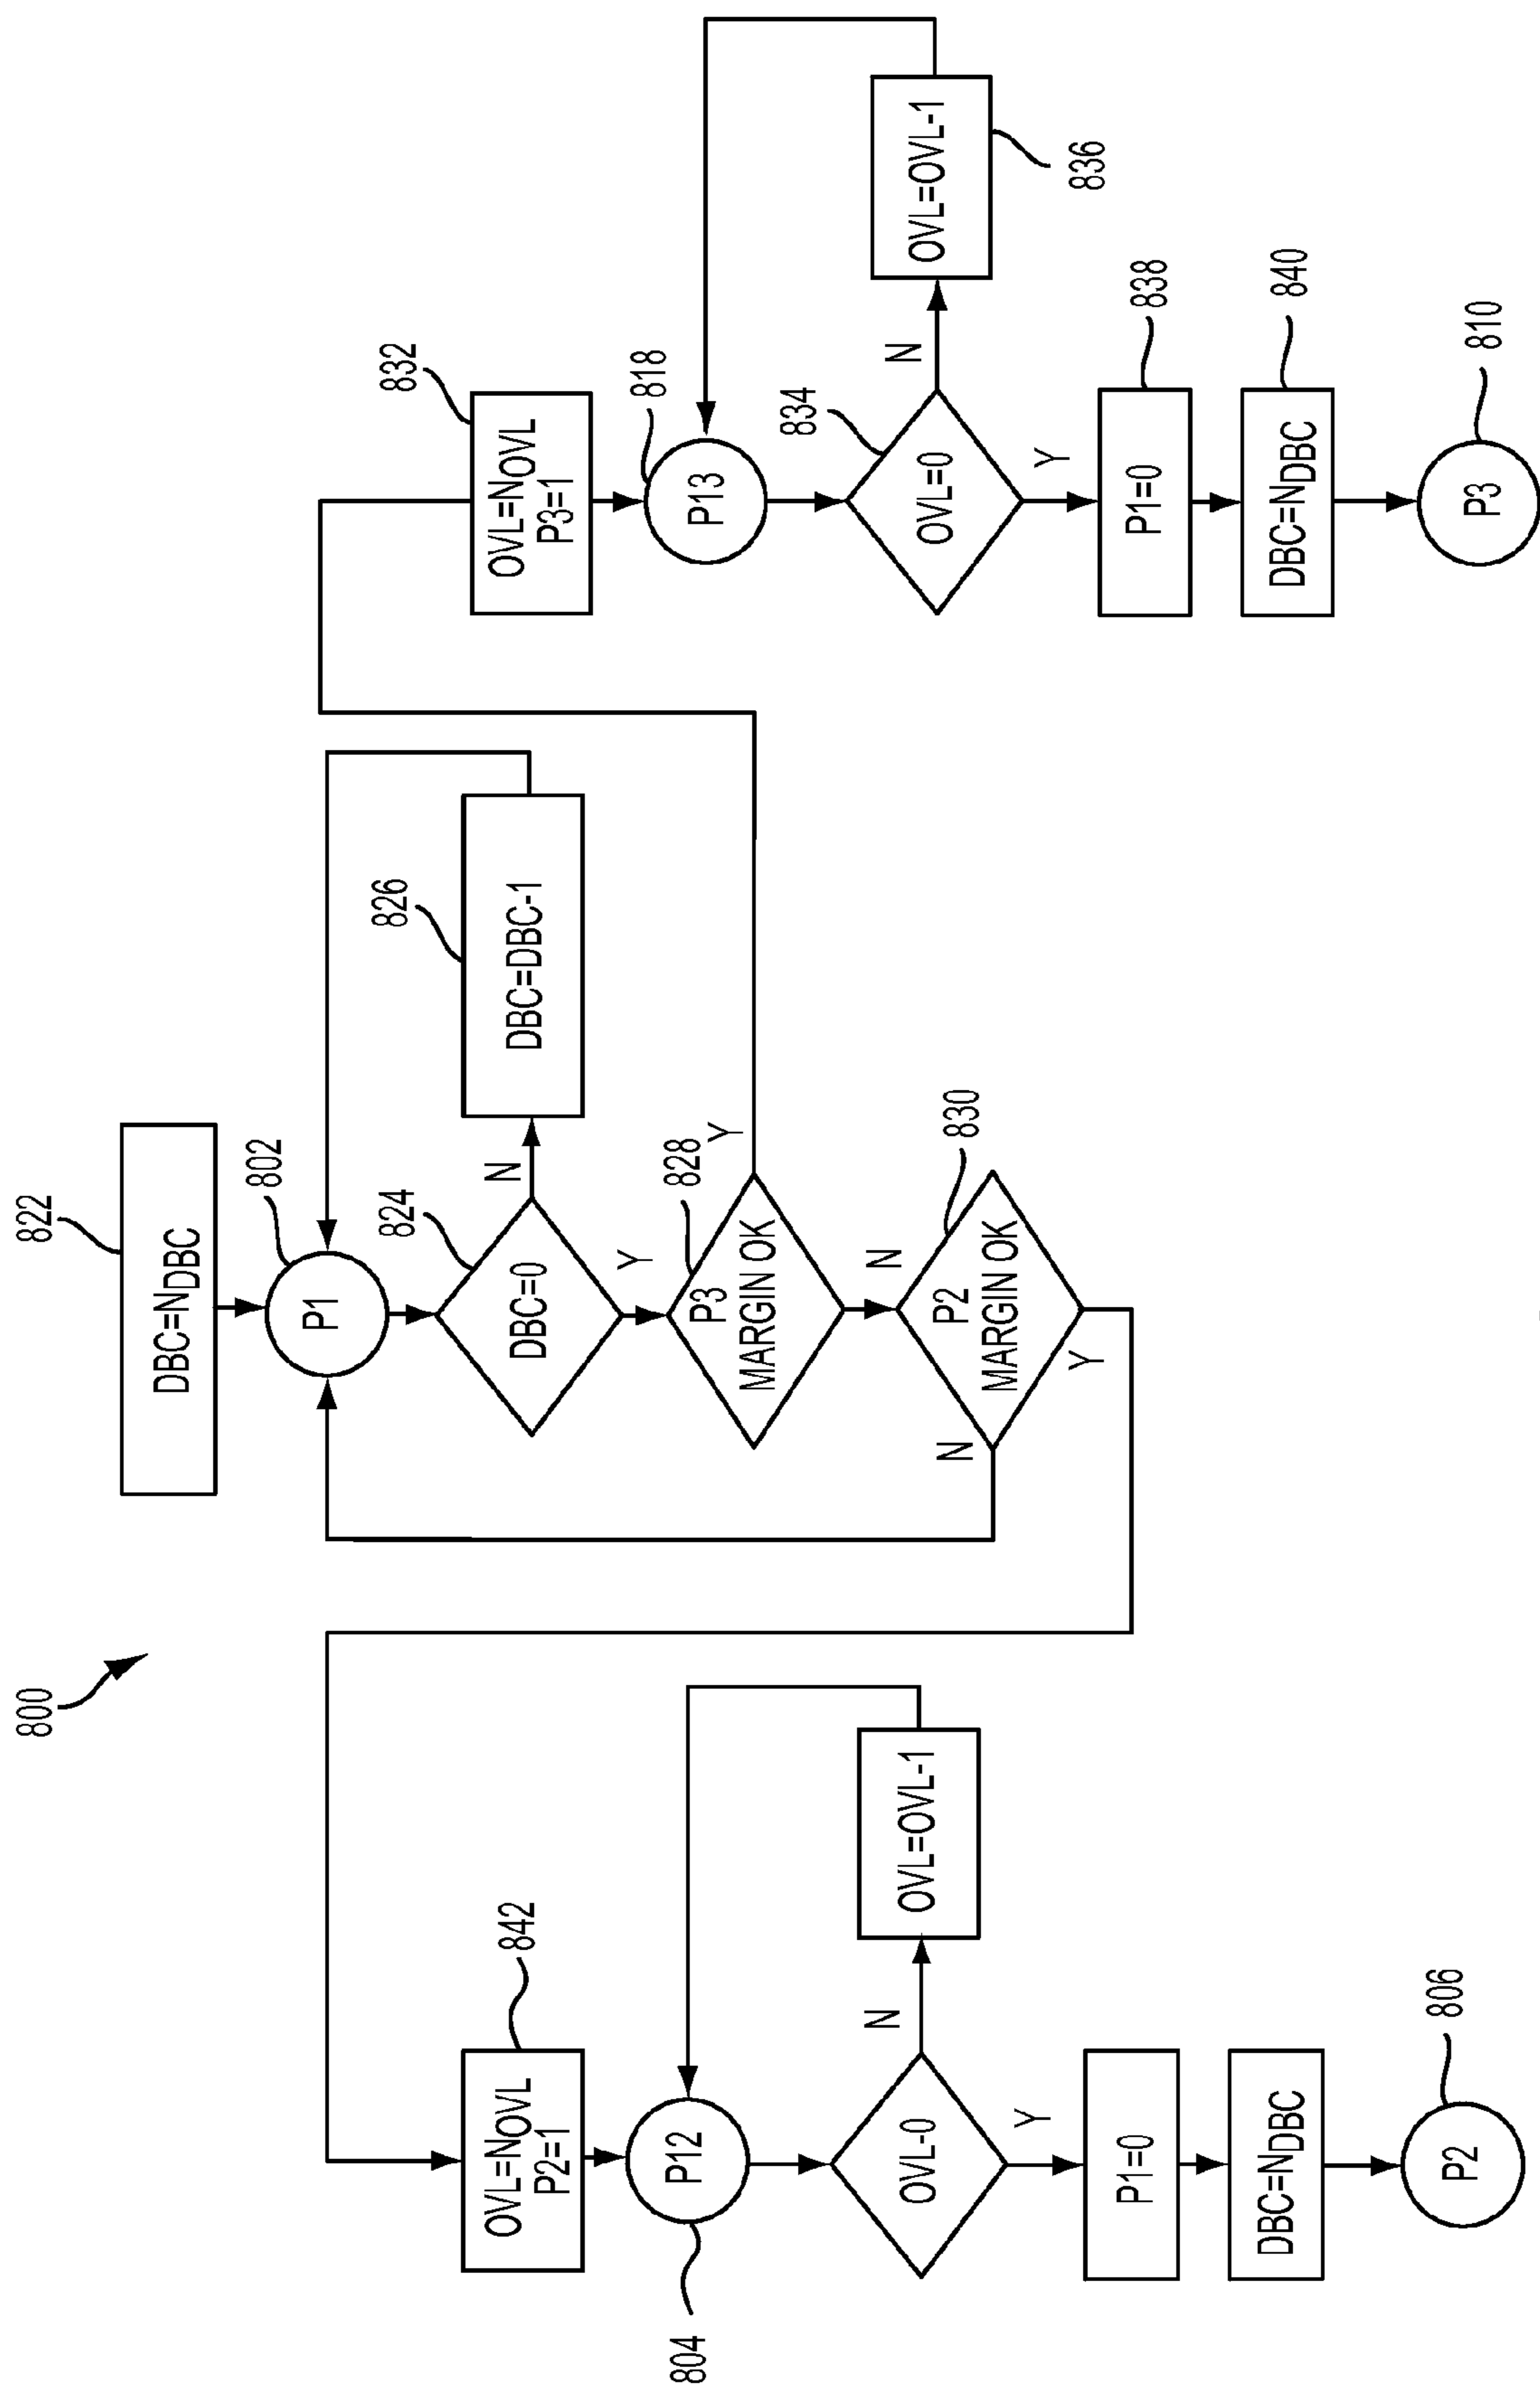 800
822
DBC=NDBC
802
P1
824
DBC=0
N
826
DBC=DBC-1
Y
828
P3
MARGIN OK
Y
N
830
P2
MARGIN OK
N
Y
842
OVL=NOVL
P2=1
804
P12
OVL-0
N
OVL=OVL-1
Y
P1=0
DBC=NDBC
806
P2
832
OVL=NOVL
P3=1
818
P13
834
OVL=0
N
OVL=OVL-1
836
Y
838
P1=0
840
DBC=NDBC
810
P3